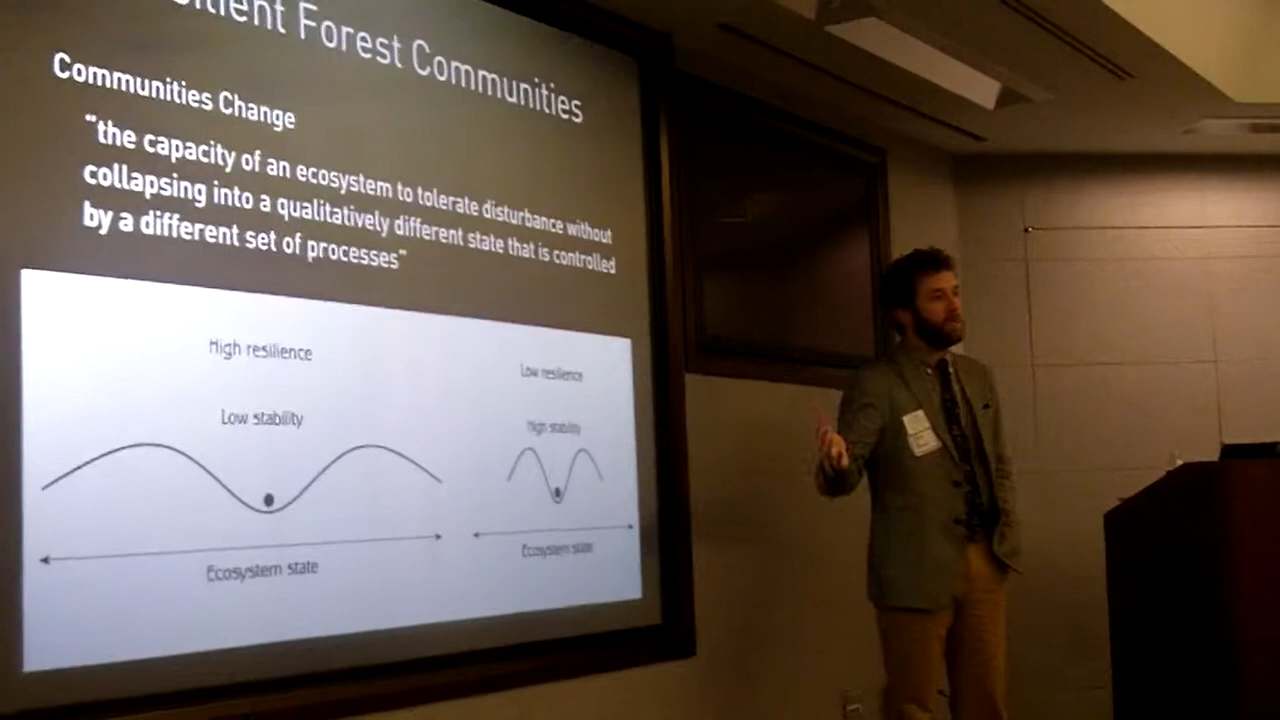 Forest Communities
Communities Change
"the capacity of an ecosystem to tolerate disturbance without
collapsing into a qualitatively different state that is controlled
by a different set of processes"
High resilience
Low stability
Ecosystem state
Low resilience
High stability
Ecosystem state